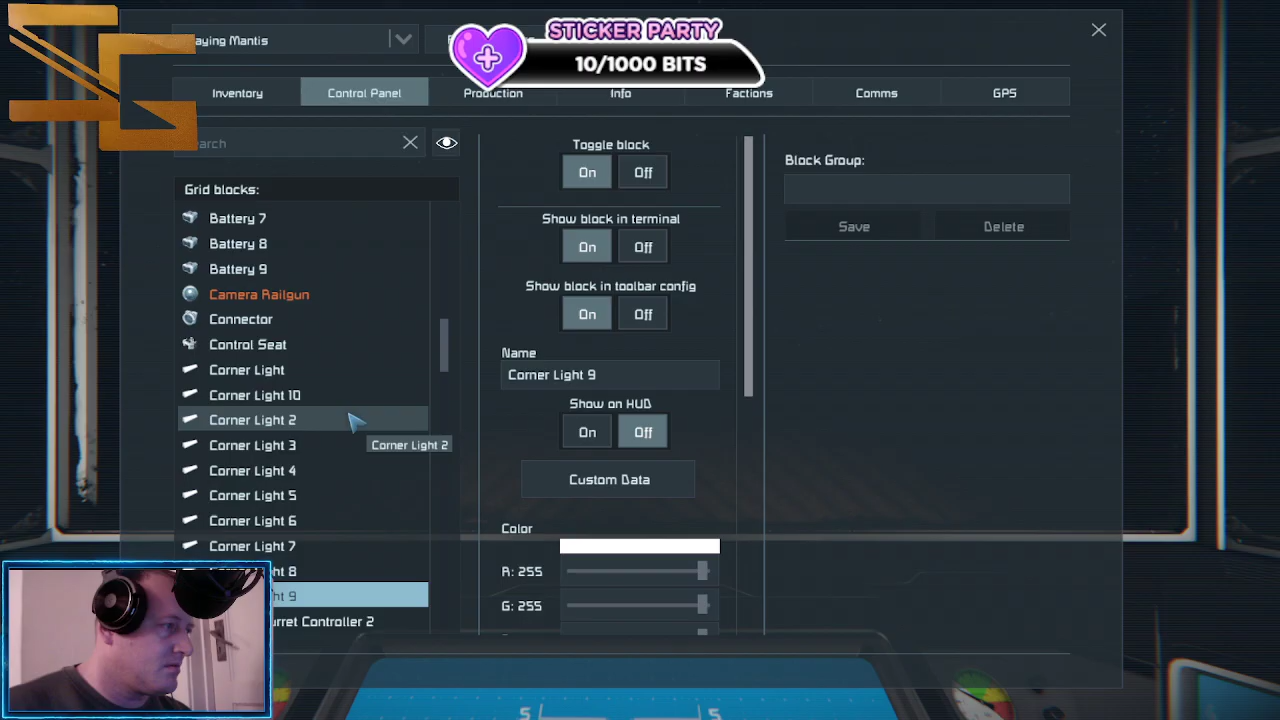 SG
STICKER PARTY
10/1000 BITS
aying Mantis
Inventory
Control Panel
Production
Info
Factions
Comms
GPS
arch
Grid blocks:
Battery 7
Battery 8
Battery 9
Camera Railgun
Connector
Control Seat
Corner Light
Corner Light 10
Corner Light 2
Corner Light 2
Corner Light 3
Corner Light 4
Corner Light 5
Corner Light 6
Corner Light 7
ht 8
ht 9
urret Controller 2
Toggle block
On Off
Show block in terminal
On Off
Show block in toolbar config
On Off
Name
Corner Light 9
Show on HUD
On Off
Custom Data
Color
R: 255
G: 255
Block Group:
Save Delete
5 5